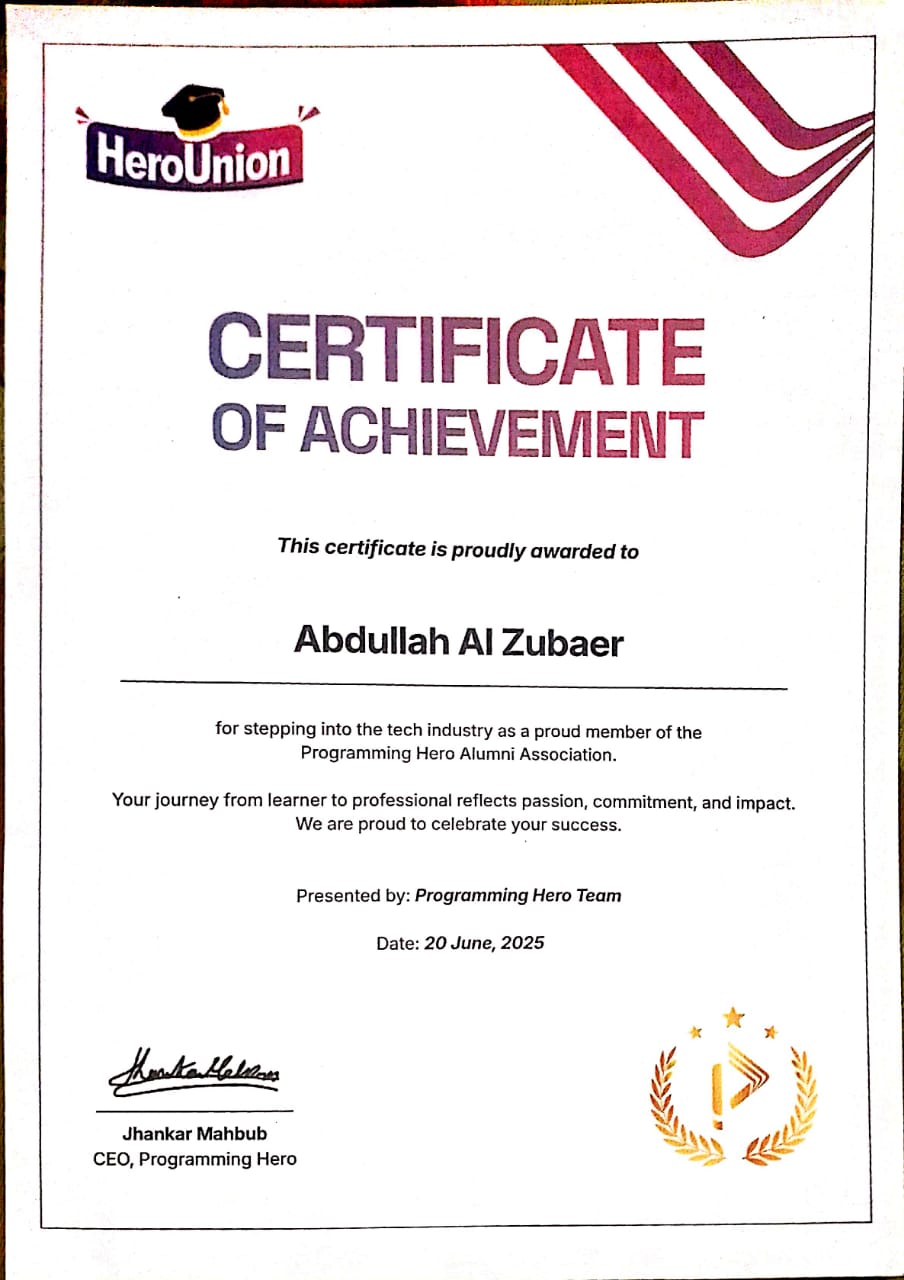 HeroUnion
CERTIFICATE
OF ACHIEVEMENT
This certificate is proudly awarded to
Abdullah Al Zubaer
for stepping into the tech industry as a proud member of the
Programming Hero Alumni Association.
Your journey from learner to professional reflects passion, commitment, and impact.
We are proud to celebrate your success.
Presented by: Programming Hero Team
Date: 20 June, 2025
Jhankar Mahbub
Jhankar Mahbub
CEO, Programming Hero